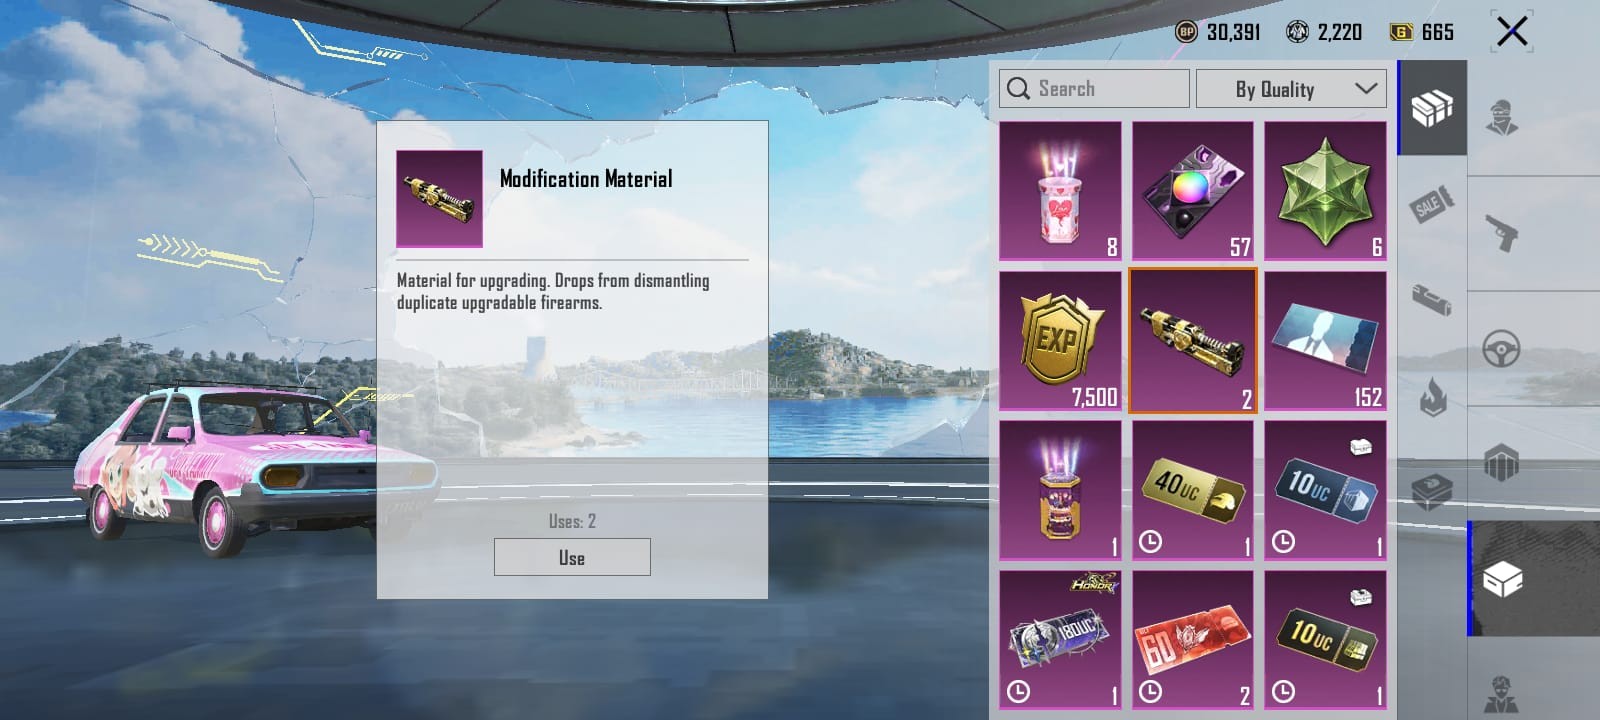 BP 30,391
2,220
G 665
Search
By Quality
Modification Material
Material for upgrading. Drops from dismantling
duplicate upgradable firearms.
Uses: 2
Use
8
57
6
EXP
7,500
2
152
1
40UC
1
10UC
1
HONOR
180UC
1
60
2
10UC
1
SALE